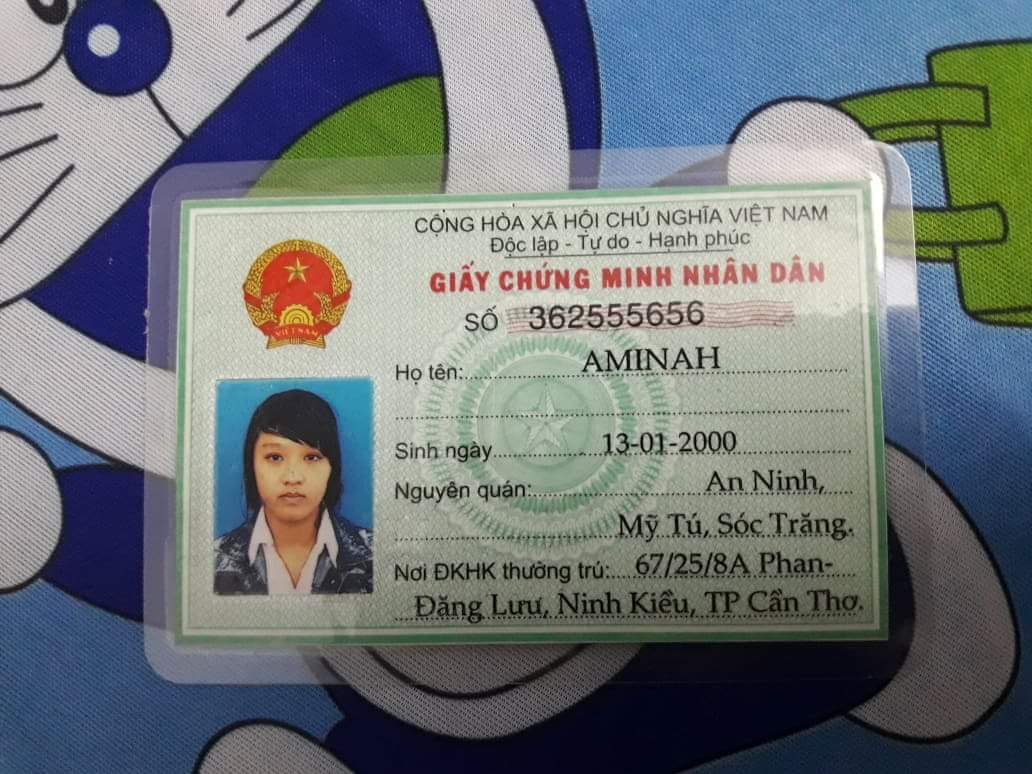 CỘNG HÒA XÃ HỘI CHỦ NGHĨA VIỆT NAM
Độc lập - Tự do - Hạnh phúc
GIẤY CHỨNG MINH NHÂN DÂN
SỐ 362555656
Họ tên: AMINAH
Sinh ngày 13-01-2000
Nguyên quán: An Ninh,
Mỹ Tú, Sóc Trăng.
Nơi ĐKHK thường trú: 67/25/8A Phan-
Đăng Lưu, Ninh Kiều, TP Cần Thơ.
VIỆT NAM